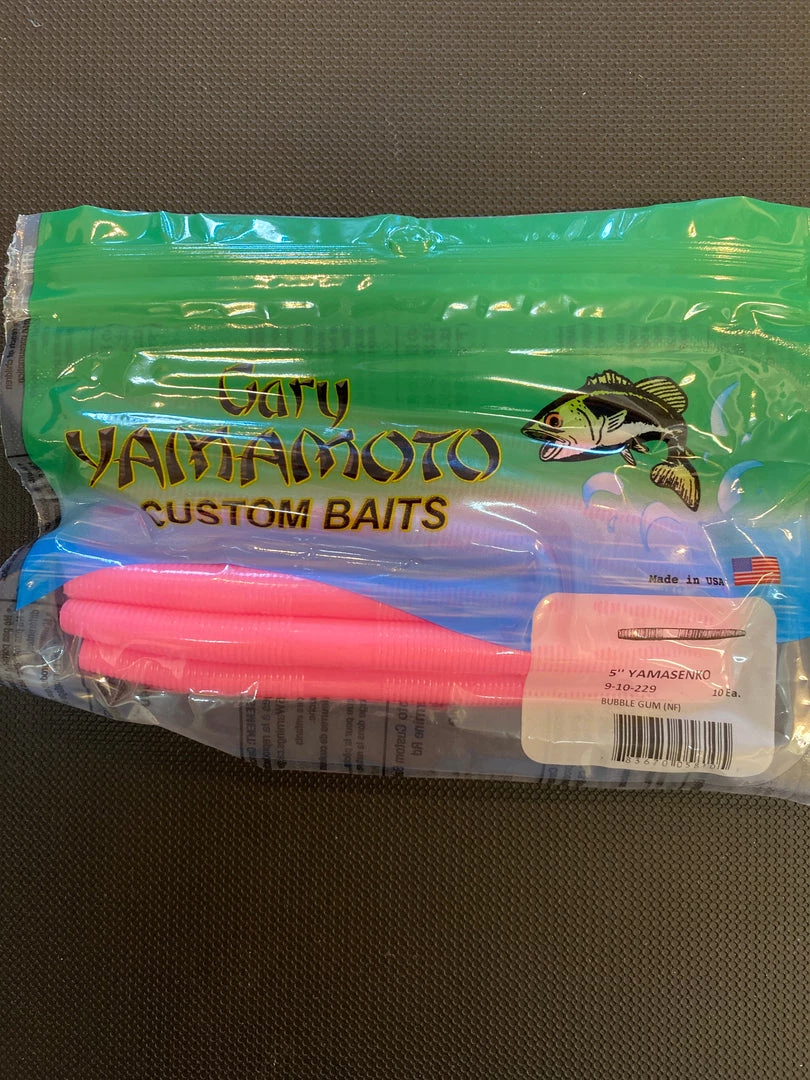 Gary
YAMAMOTO
CUSTOM BAITS
Made in USA
5" YAMASENKO
9-10-229
10 Ea.
BUBBLE GUM (NF)